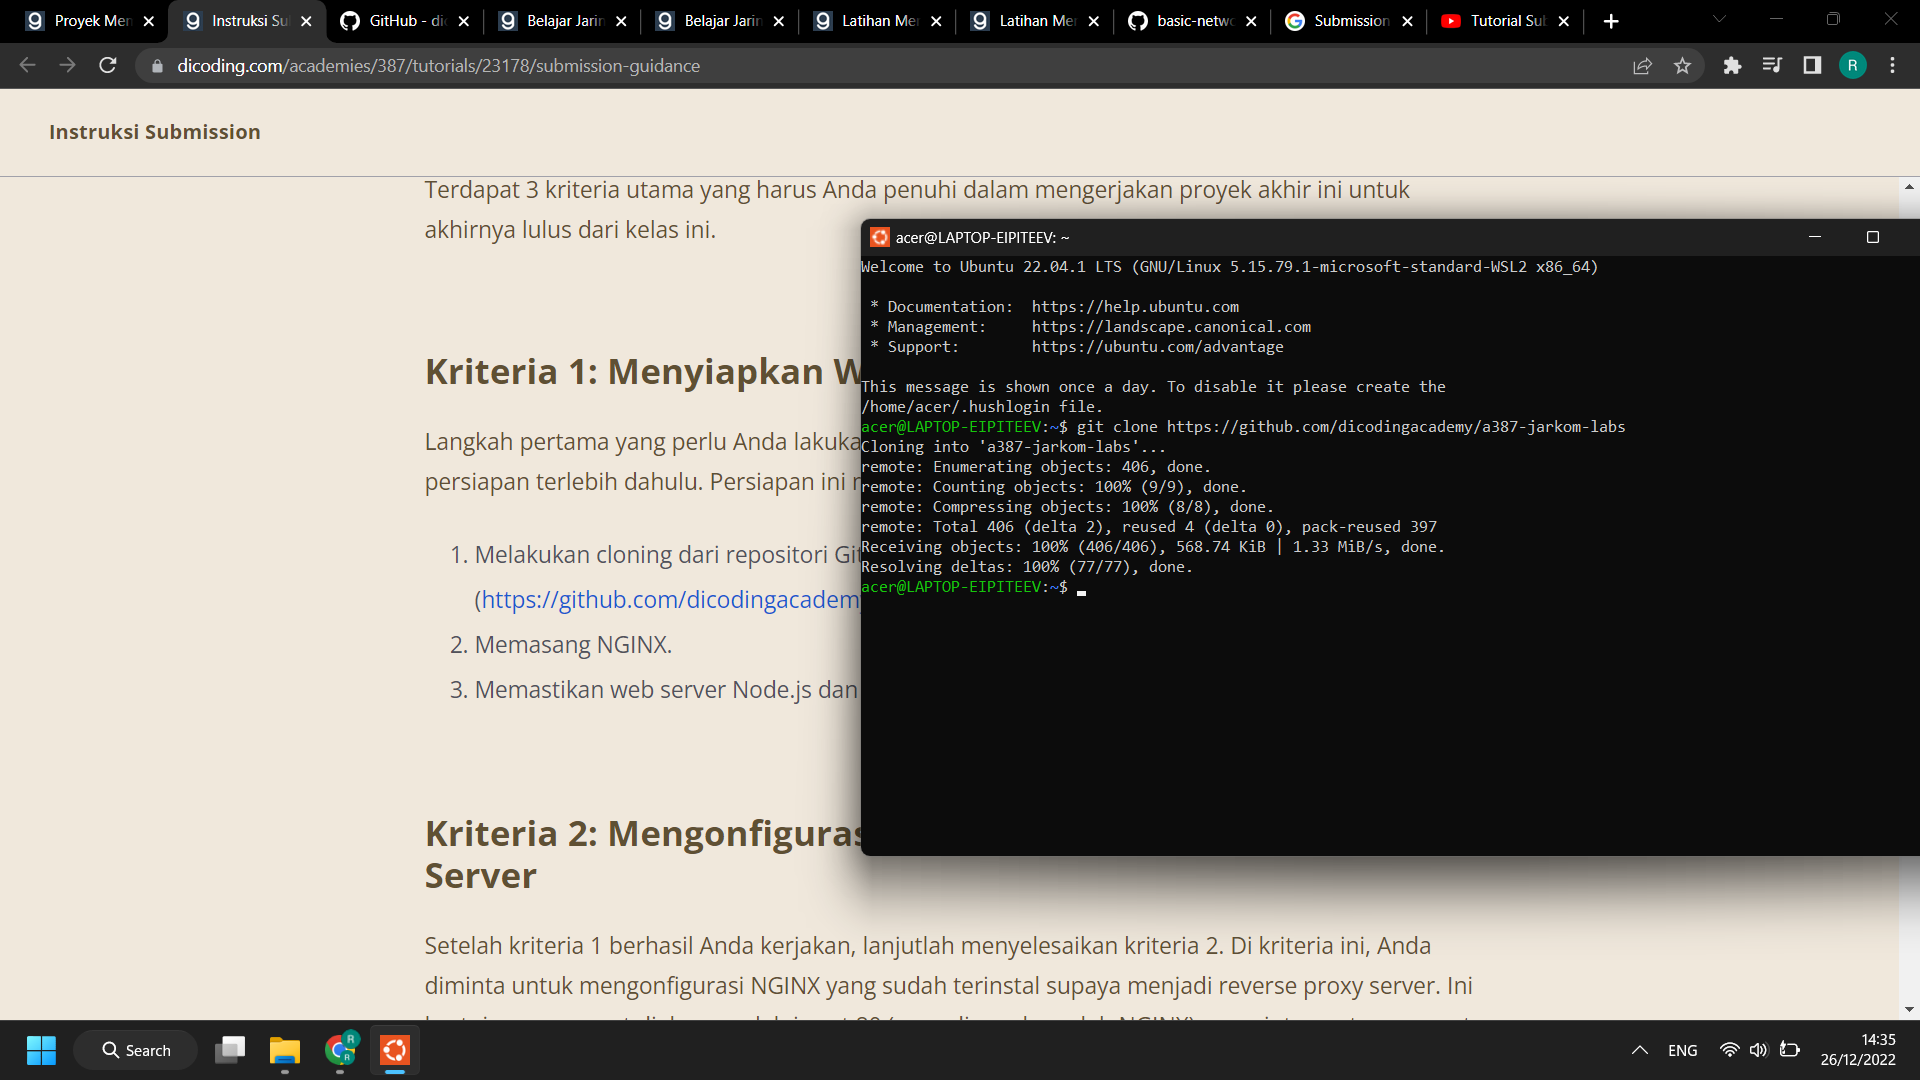 Proyek Men
Instruksi Su
GitHub - di
Belajar Jarin
Belajar Jarin
Latihan Me
Latihan Me
basic-netw
Submission
Tutorial Sub
dicoding.com/academies/387/tutorials/23178/submission-guidance
R
Instruksi Submission
Terdapat 3 kriteria utama yang harus Anda penuhi dalam mengerjakan proyek akhir ini untuk
akhirnya lulus dari kelas ini.
Kriteria 1: Menyiapkan W
Langkah pertama yang perlu Anda lakuka
persiapan terlebih dahulu. Persiapan ini
1. Melakukan cloning dari repositori Gi
(https://github.com/dicodingacademy
2. Memasang NGINX.
3. Memastikan web server Node.js dan
Kriteria 2: Mengonfiguras
Server
Setelah kriteria 1 berhasil Anda kerjakan, lanjutlah menyelesaikan kriteria 2. Di kriteria ini, Anda
diminta untuk mengonfigurasi NGINX yang sudah terinstal supaya menjadi reverse proxy server. Ini
acer@LAPTOP-EIPITEEV: ~
Welcome to Ubuntu 22.04.1 LTS (GNU/Linux 5.15.79.1-microsoft-standard-WSL2 x86_64)
* Documentation: https://help.ubuntu.com
* Management: https://landscape.canonical.com
* Support: https://ubuntu.com/advantage
This message is shown once a day. To disable it please create the
/home/acer/.hushlogin file.
acer@LAPTOP-EIPITEEV:~$ git clone https://github.com/dicodingacademy/a387-jarkom-labs
Cloning into 'a387-jarkom-labs'...
remote: Enumerating objects: 406, done.
remote: Counting objects: 100% (9/9), done.
remote: Compressing objects: 100% (8/8), done.
remote: Total 406 (delta 2), reused 4 (delta 0), pack-reused 397
Receiving objects: 100% (406/406), 568.74 KiB | 1.33 MiB/s, done.
Resolving deltas: 100% (77/77), done.
acer@LAPTOP-EIPITEEV:~$
Search
R
R
ENG
14:35
26/12/2022